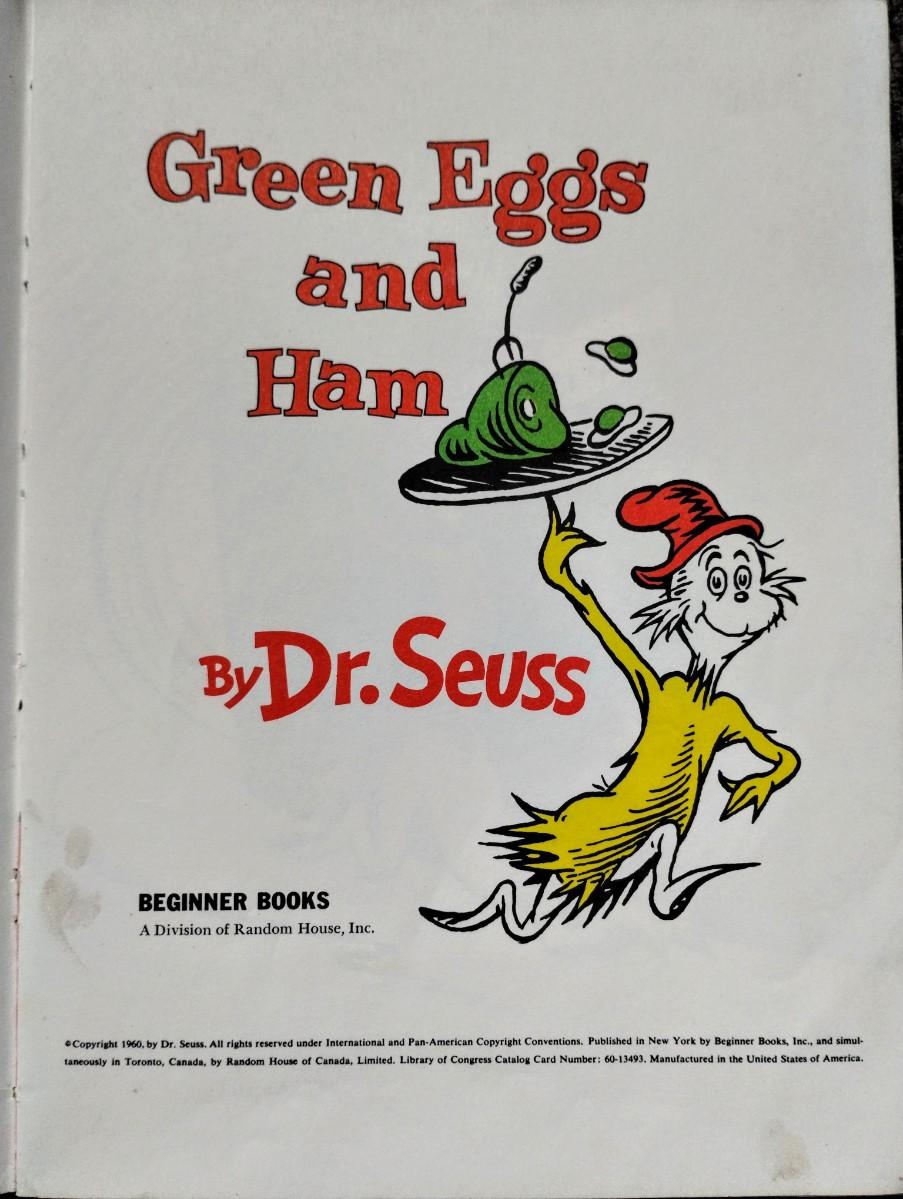 Green Eggs
and
Ham
By Dr. Seuss
BEGINNER BOOKS
A Division of Random House, Inc.
©Copyright 1960, by Dr. Seuss. All rights reserved under International and Pan-American Copyright Conventions. Published in New York by Beginner Books, Inc., and simul-
taneously in Toronto, Canada, by Random House of Canada, Limited. Library of Congress Catalog Card Number: 60-13493. Manufactured in the United States of America.